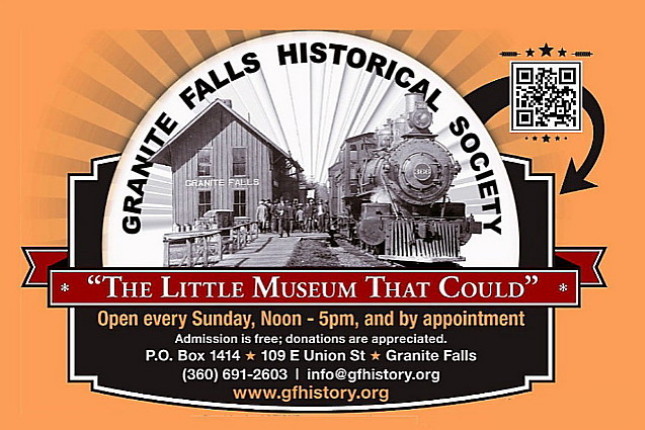 GRANITE FALLS HISTORICAL SOCIETY
GRANITE FALLS
366
* "THE LITTLE MUSEUM THAT COULD" *
Open every Sunday, Noon - 5pm, and by appointment
Admission is free; donations are appreciated.
P.O. Box 1414 ★ 109 E Union St ★ Granite Falls
(360) 691-2603 | info@gfhistory.org
www.gfhistory.org